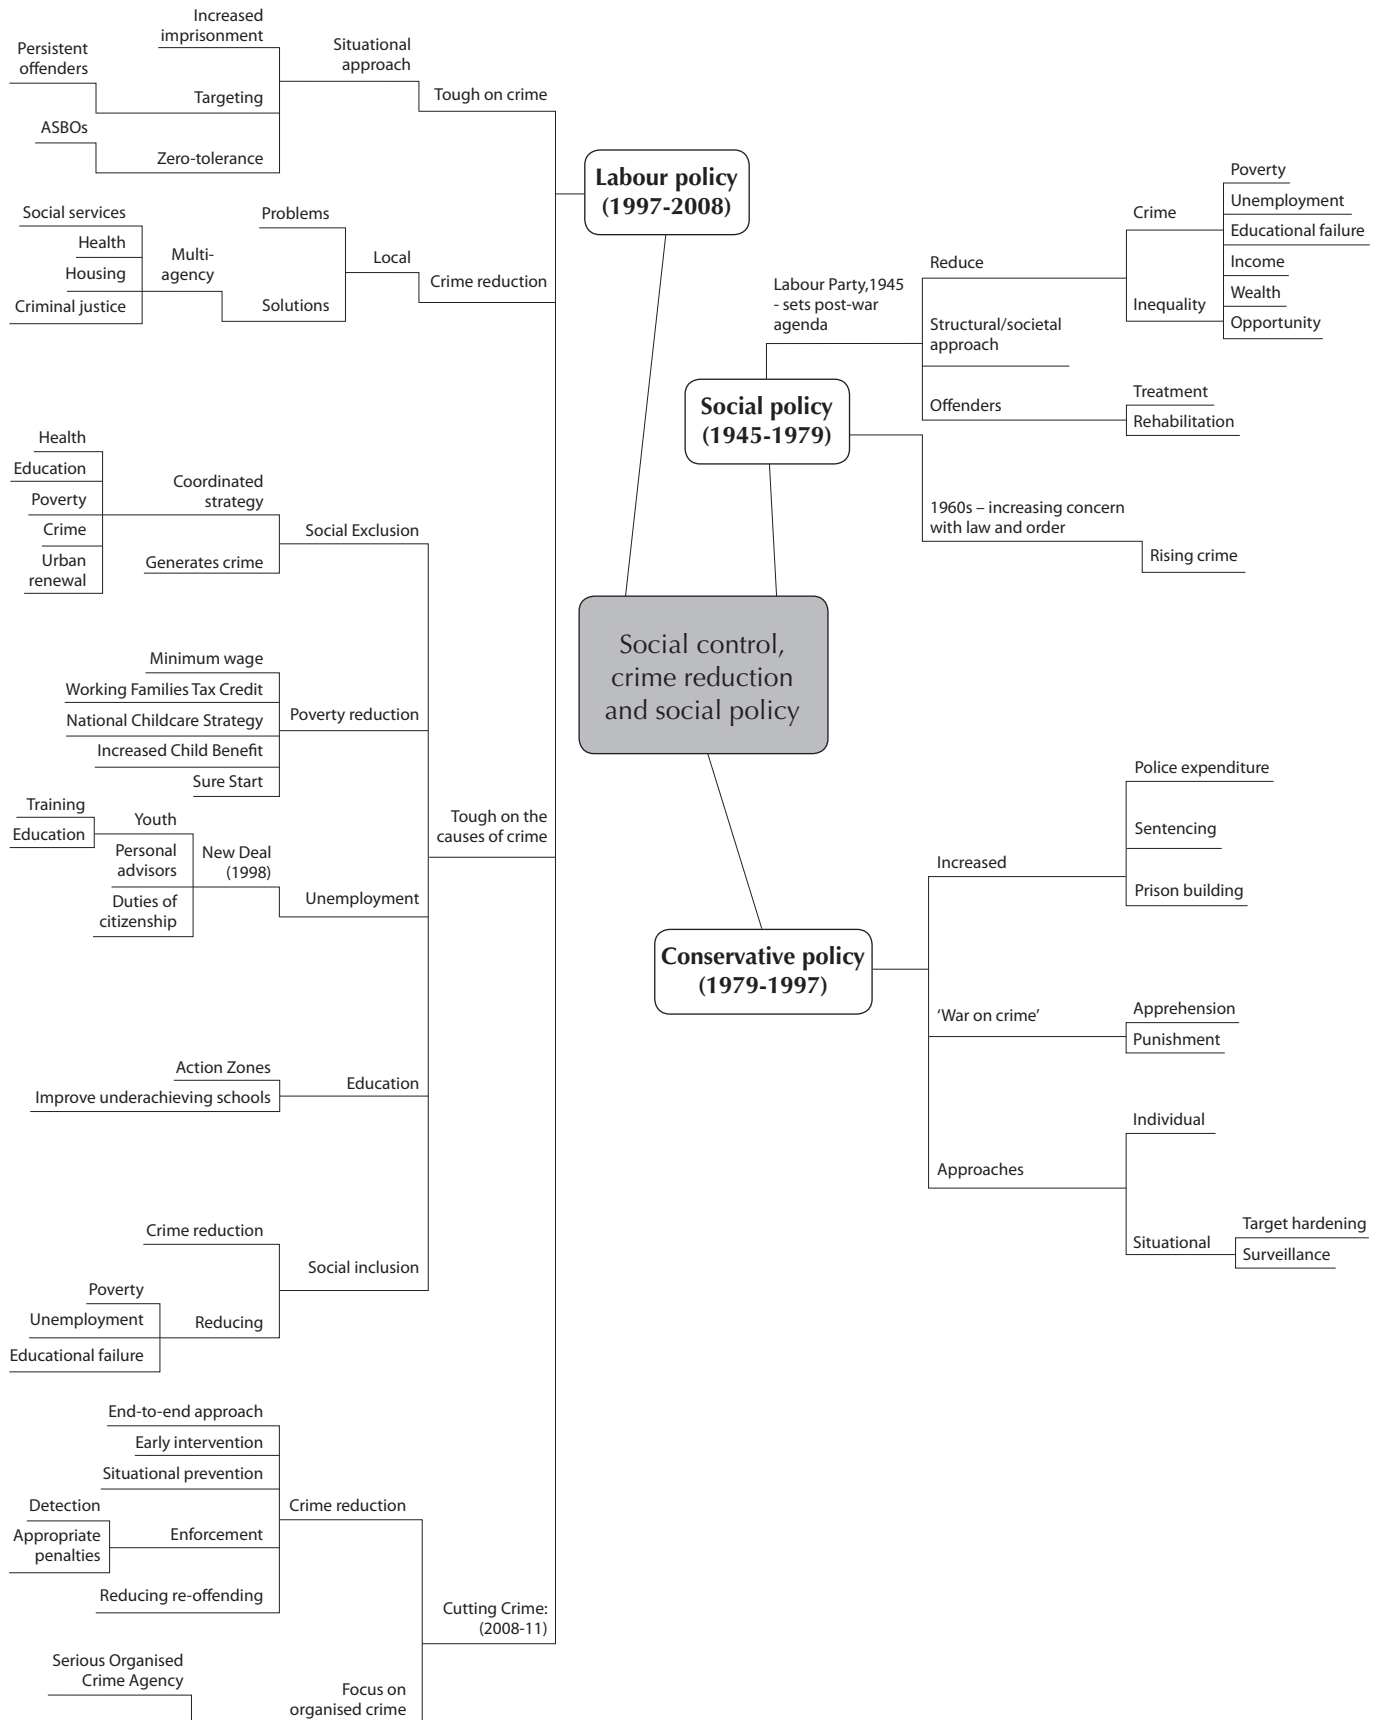 Increased
imprisonment
Persistent
offenders
Situational
approach
Targeting
Tough on crime
ASBOs
Zero-tolerance
Labour policy
(1997-2008)
Social services
Health
Housing
Criminal justice
Multi-
agency
Problems
Solutions
Local
Crime reduction
Health
Education
Poverty
Crime
Urban
renewal
Coordinated
strategy
Generates crime
Social Exclusion
Minimum wage
Working Families Tax Credit
National Childcare Strategy
Increased Child Benefit
Sure Start
Poverty reduction
Training
Education
Youth
Personal
advisors
Duties of
citizenship
New Deal
(1998)
Unemployment
Tough on the
causes of crime
Action Zones
Improve underachieving schools
Education
Crime reduction
Poverty
Unemployment
Educational failure
Reducing
Social inclusion
End-to-end approach
Early intervention
Situational prevention
Detection
Appropriate
penalties
Enforcement
Reducing re-offending
Crime reduction
Cutting Crime:
(2008-11)
Serious Organised
Crime Agency
Focus on
organised crime
Social control,
crime reduction
and social policy
Social policy
(1945-1979)
Labour Party,1945
- sets post-war
agenda
Reduce
Crime
Inequality
Poverty
Unemployment
Educational failure
Income
Wealth
Opportunity
Structural/societal
approach
Offenders
Treatment
Rehabilitation
1960s – increasing concern
with law and order
Rising crime
Conservative policy
(1979-1997)
Increased
Police expenditure
Sentencing
Prison building
‘War on crime’
Apprehension
Punishment
Approaches
Individual
Situational
Target hardening
Surveillance